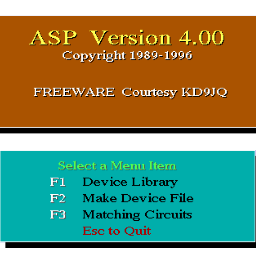 ASP Version 4.00
Copyright 1989-1996
FREEWARE Courtesy KD9JQ
Select a Menu Item
F1 Device Library
F2 Make Device File
F3 Matching Circuits
Esc to Quit